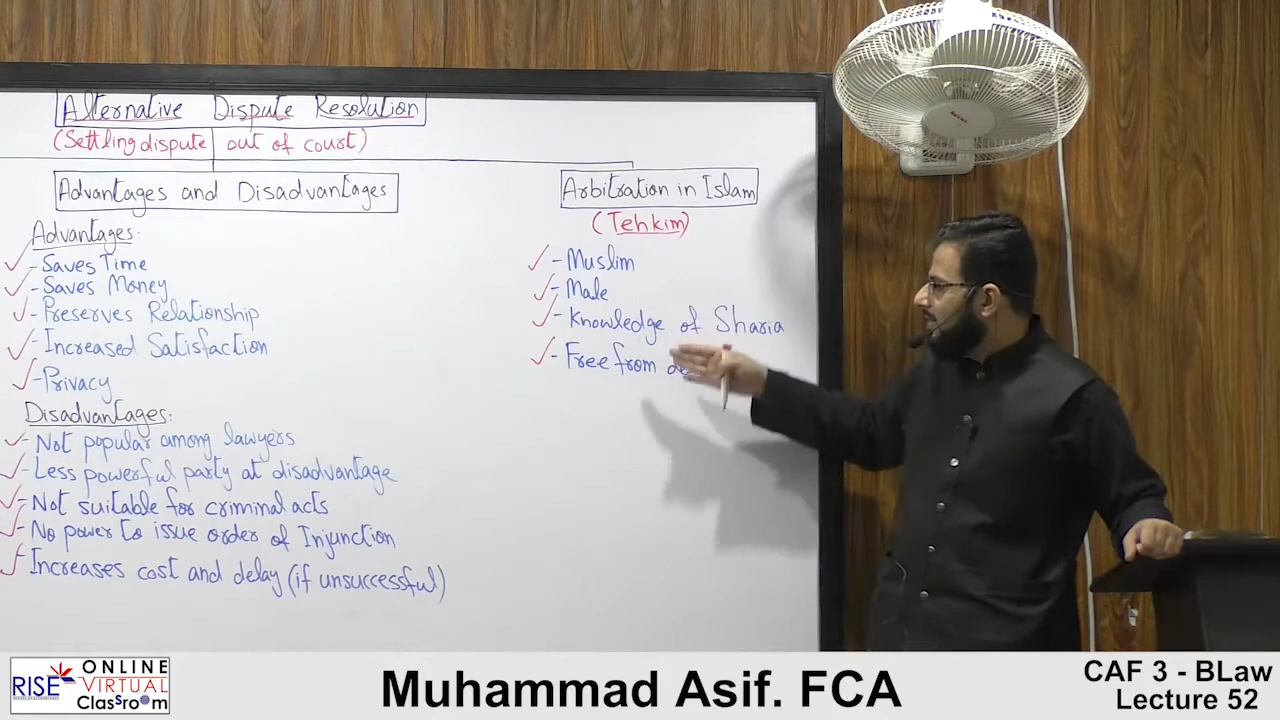 Alternative Dispute Resolution
(Settling dispute out of court)
Advantages and Disadvantages
Advantages:
- Saves Time
- Saves Money
- Preserves Relationship
- Increased Satisfaction
- Privacy
Disadvantages:
- Not popular among lawyers
- Less powerful party at disadvantage
- Not suitable for criminal acts
- No power to issue order of Injunction
- Increases cost and delay (if unsuccessful)
Arbitration in Islam
(Tehkim)
- Muslim
- Male
- Knowledge of Sharia
- Free from
RISE ONLINE VIRTUAL Classroom
Muhammad Asif. FCA
CAF 3 - BLaw
Lecture 52